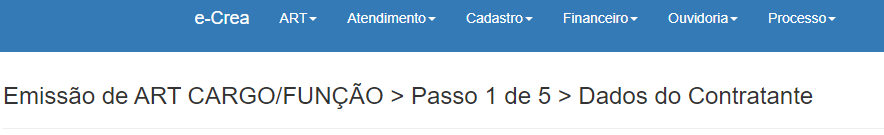 e-Crea ART Atendimento Cadastro Financeiro Ouvidoria Processo
Emissão de ART CARGO/FUNÇÃO > Passo 1 de 5 > Dados do Contratante